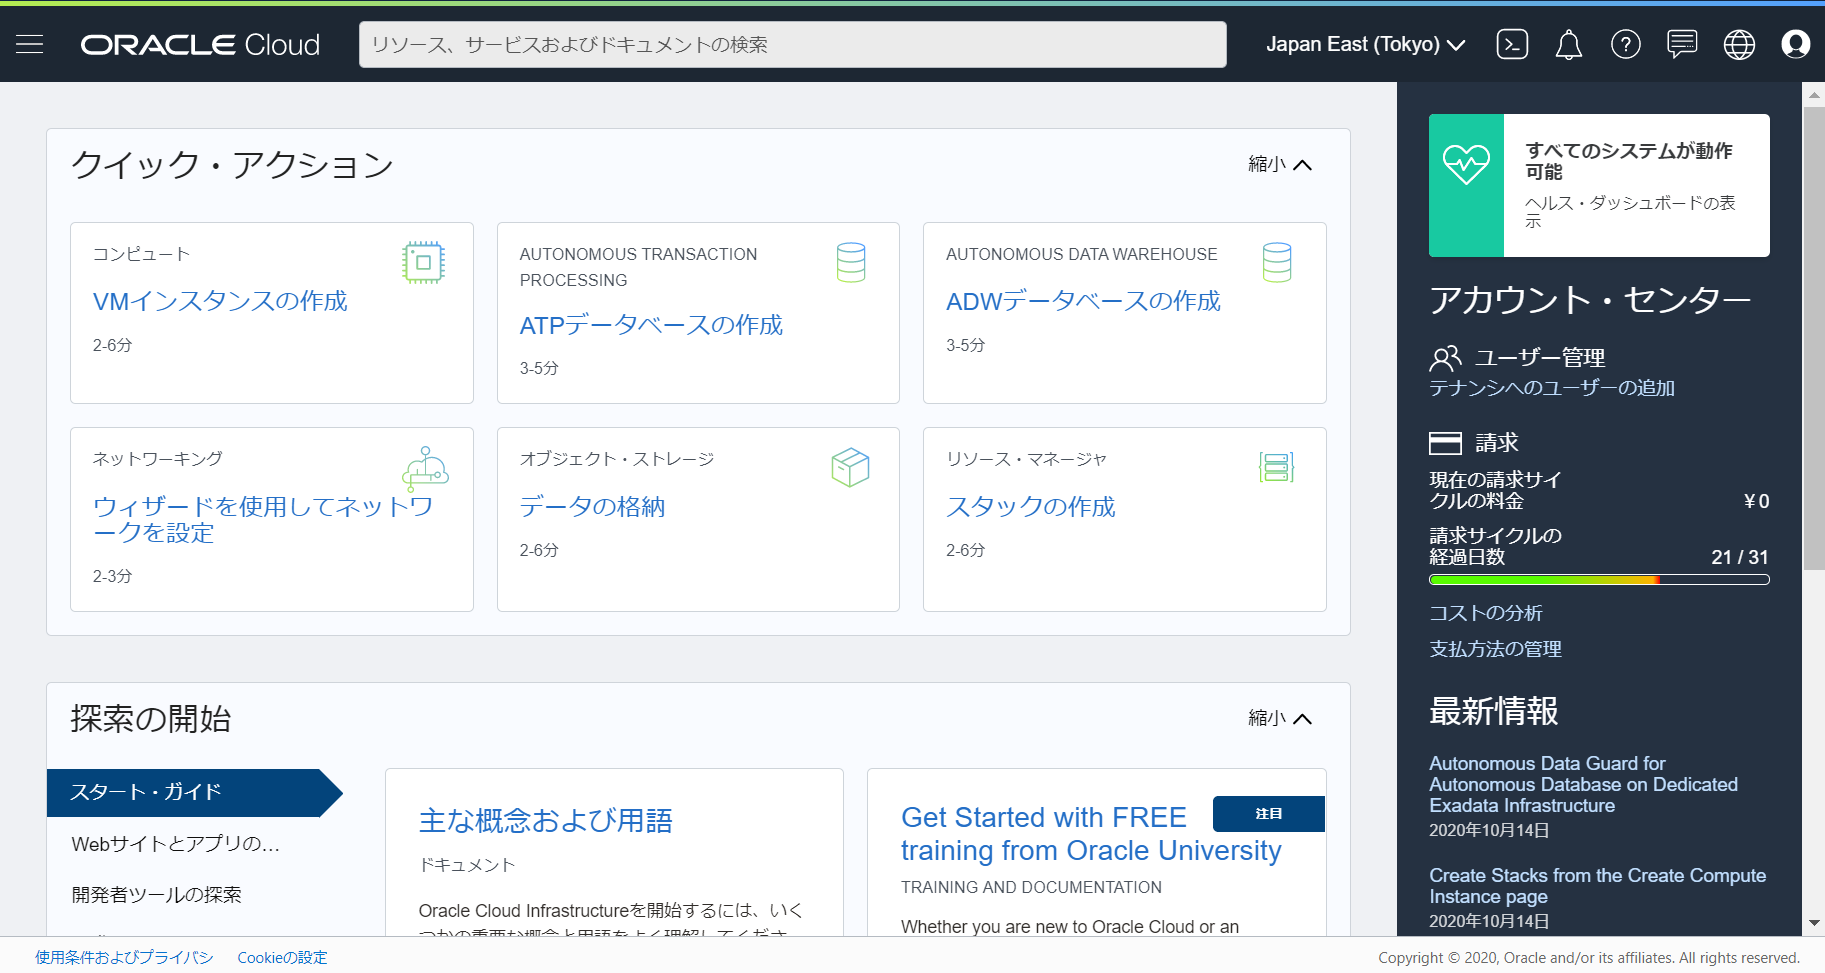 ORACLE Cloud
リソース、サービスおよびドキュメントの検索
Japan East (Tokyo)
クイック・アクション
縮小
コンピュート
VMインスタンスの作成
2-6分
AUTONOMOUS TRANSACTION
PROCESSING
ATPデータベースの作成
3-5分
AUTONOMOUS DATA WAREHOUSE
ADWデータベースの作成
3-5分
ネットワーキング
ウィザードを使用してネットワ
ークを設定
2-3分
オブジェクト・ストレージ
データの格納
2-6分
リソース・マネージャ
スタックの作成
2-6分
探索の開始
縮小
スタート・ガイド
Webサイトとアプリの...
開発者ツールの探索
主な概念および用語
ドキュメント
Oracle Cloud Infrastructureを開始するには、いく
つかの重要な概念と用語をよく理解してくださ
Get Started with FREE
training from Oracle University
注目
TRAINING AND DOCUMENTATION
Whether you are new to Oracle Cloud or an
すべてのシステムが動作
可能
ヘルス・ダッシュボードの表
示
アカウント・センター
ユーザー管理
テナンシへのユーザーの追加
請求
現在の請求サイ
クルの料金
¥0
請求サイクルの
経過日数
21 / 31
コストの分析
支払方法の管理
最新情報
Autonomous Data Guard for
Autonomous Database on Dedicated
Exadata Infrastructure
2020年10月14日
Create Stacks from the Create Compute
Instance page
2020年10月14日
使用条件およびプライバシ
Cookieの設定
Copyright © 2020, Oracle and/or its affiliates. All rights reserved.